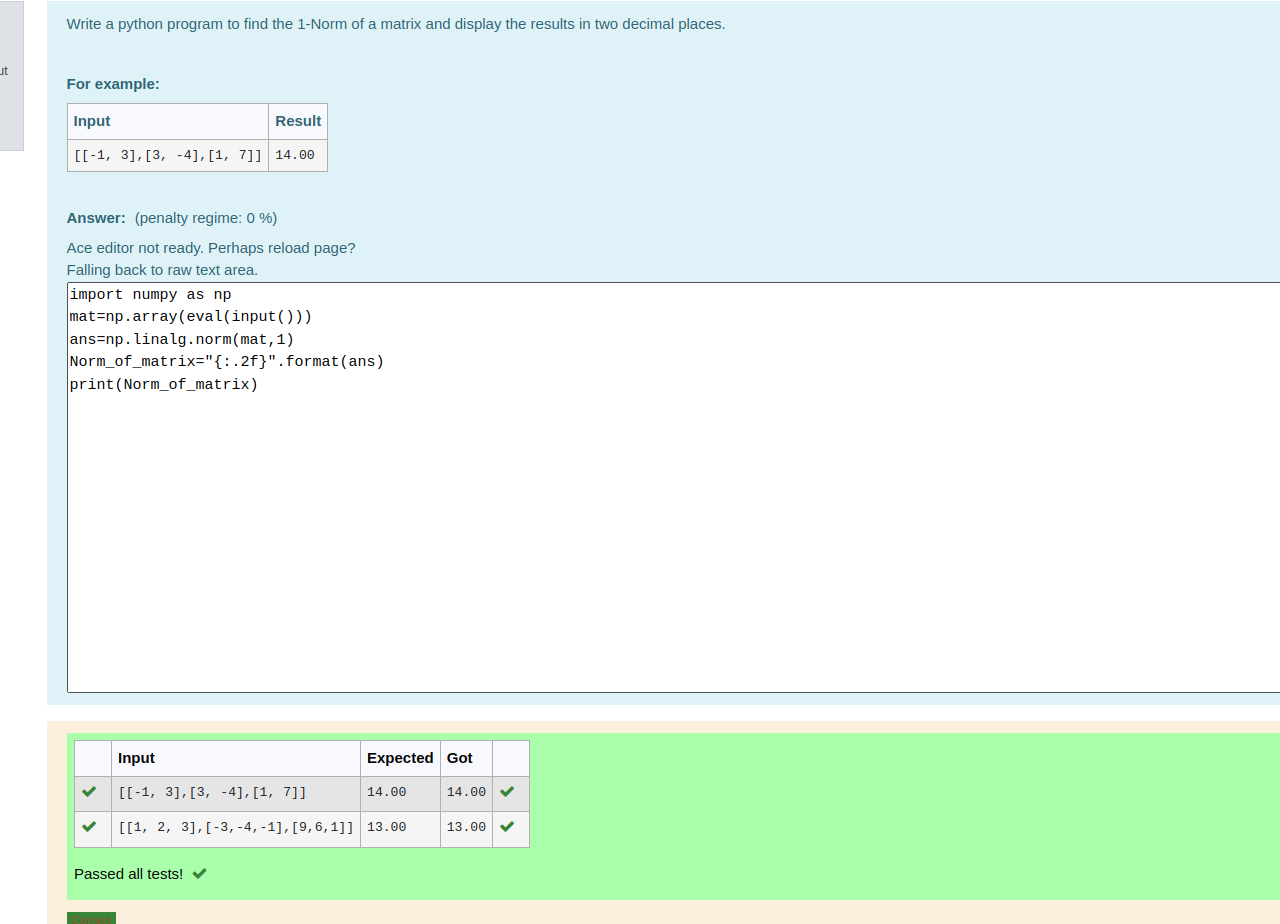 Write a python program to find the 1-Norm of a matrix and display the results in two decimal places.
ut
For example:
Input Result
[[-1, 3],[3, -4],[1, 7]] 14.00
Answer: (penalty regime: 0 %)
Ace editor not ready. Perhaps reload page?
Falling back to raw text area.
import numpy as np
mat=np.array(eval(input()))
ans=np.linalg.norm(mat,1)
Norm_of_matrix="{:.2f}".format(ans)
print(Norm_of_matrix)
Input Expected Got
[[-1, 3],[3, -4],[1, 7]] 14.00 14.00
[[1, 2, 3],[-3,-4,-1],[9,6,1]] 13.00 13.00
Passed all tests!
Correct